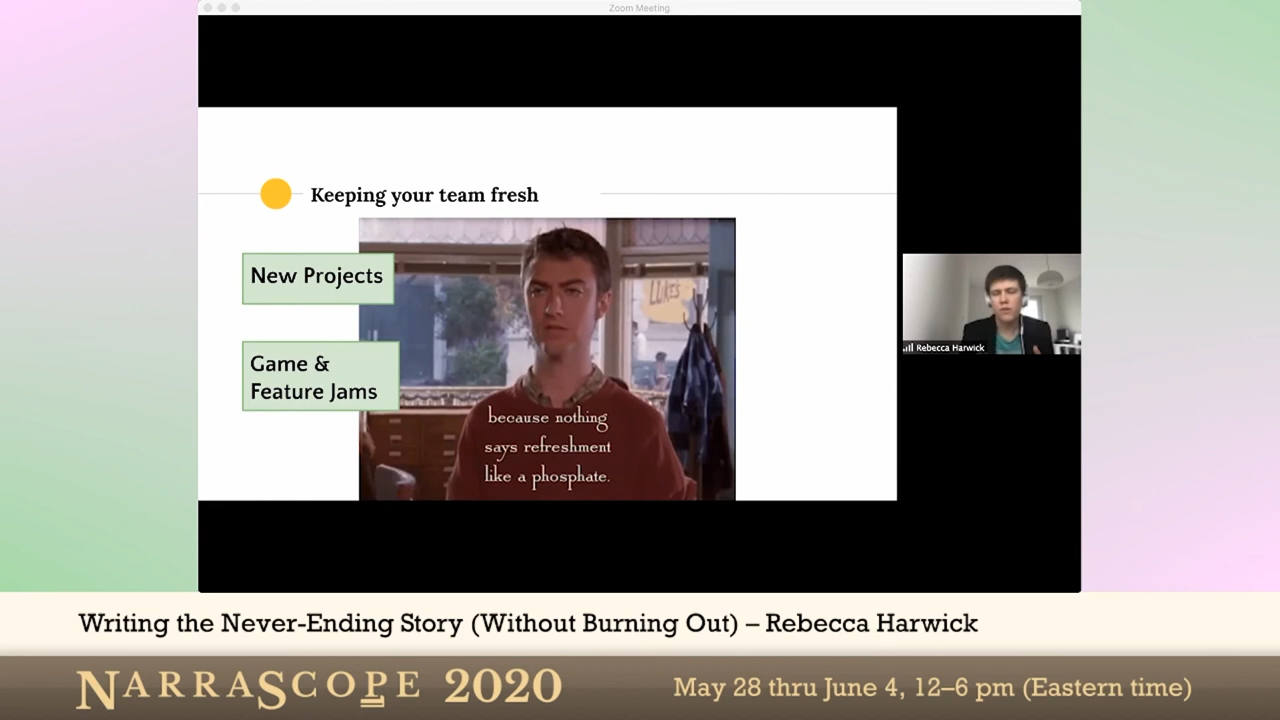 Zoom Meeting
Keeping your team fresh
New Projects
LUKE'S
Game &
Feature Jams
because nothing
says refreshment
like a phosphate.
Rebecca Harwick
Writing the Never-Ending Story (Without Burning Out) – Rebecca Harwick
NARRASCOPE 2020
May 28 thru June 4, 12–6 pm (Eastern time)